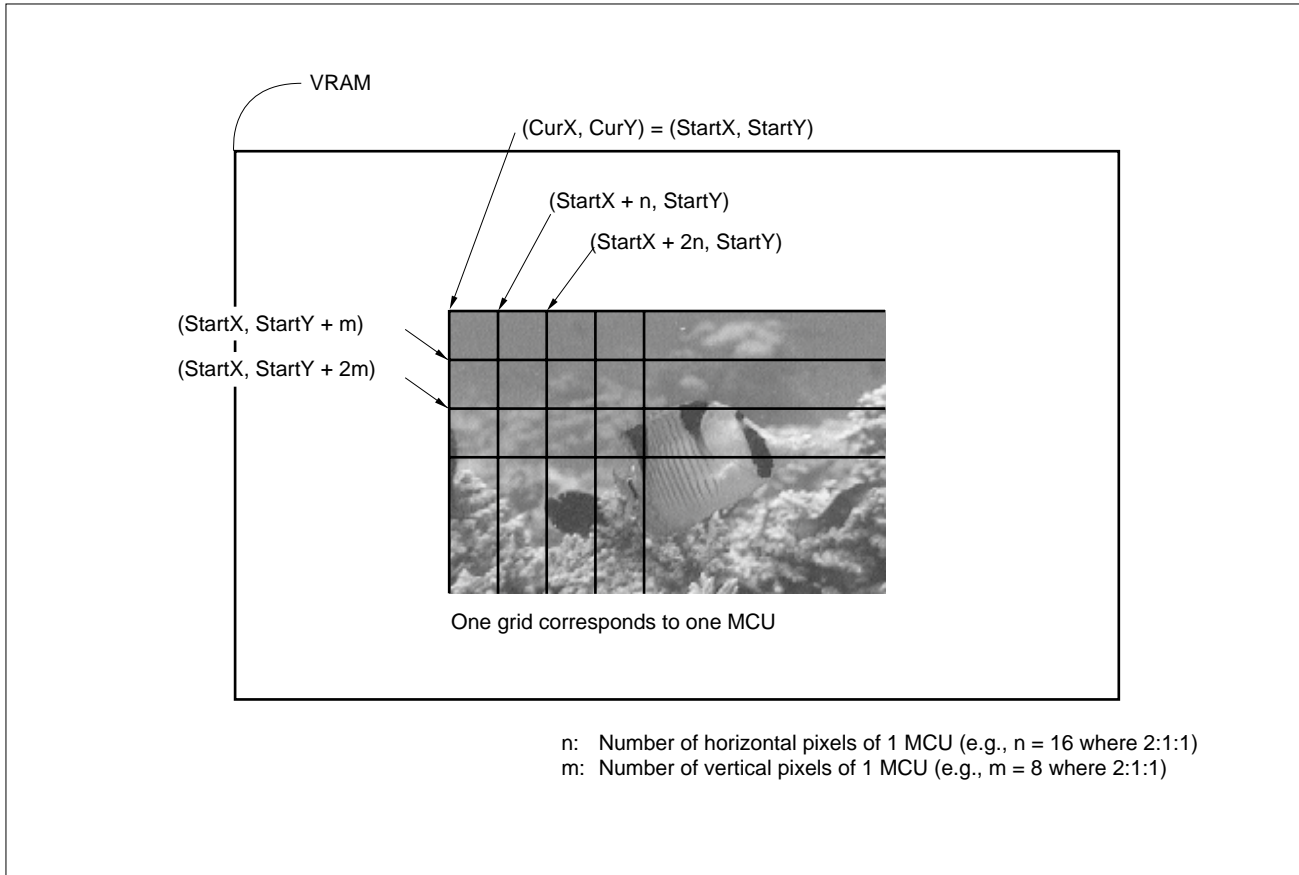 VRAM
(CurX, CurY) = (StartX, StartY)
(StartX + n, StartY)
(StartX + 2n, StartY)
(StartX, StartY + m)
(StartX, StartY + 2m)
One grid corresponds to one MCU
n: Number of horizontal pixels of 1 MCU (e.g., n = 16 where 2:1:1)
m: Number of vertical pixels of 1 MCU (e.g., m = 8 where 2:1:1)